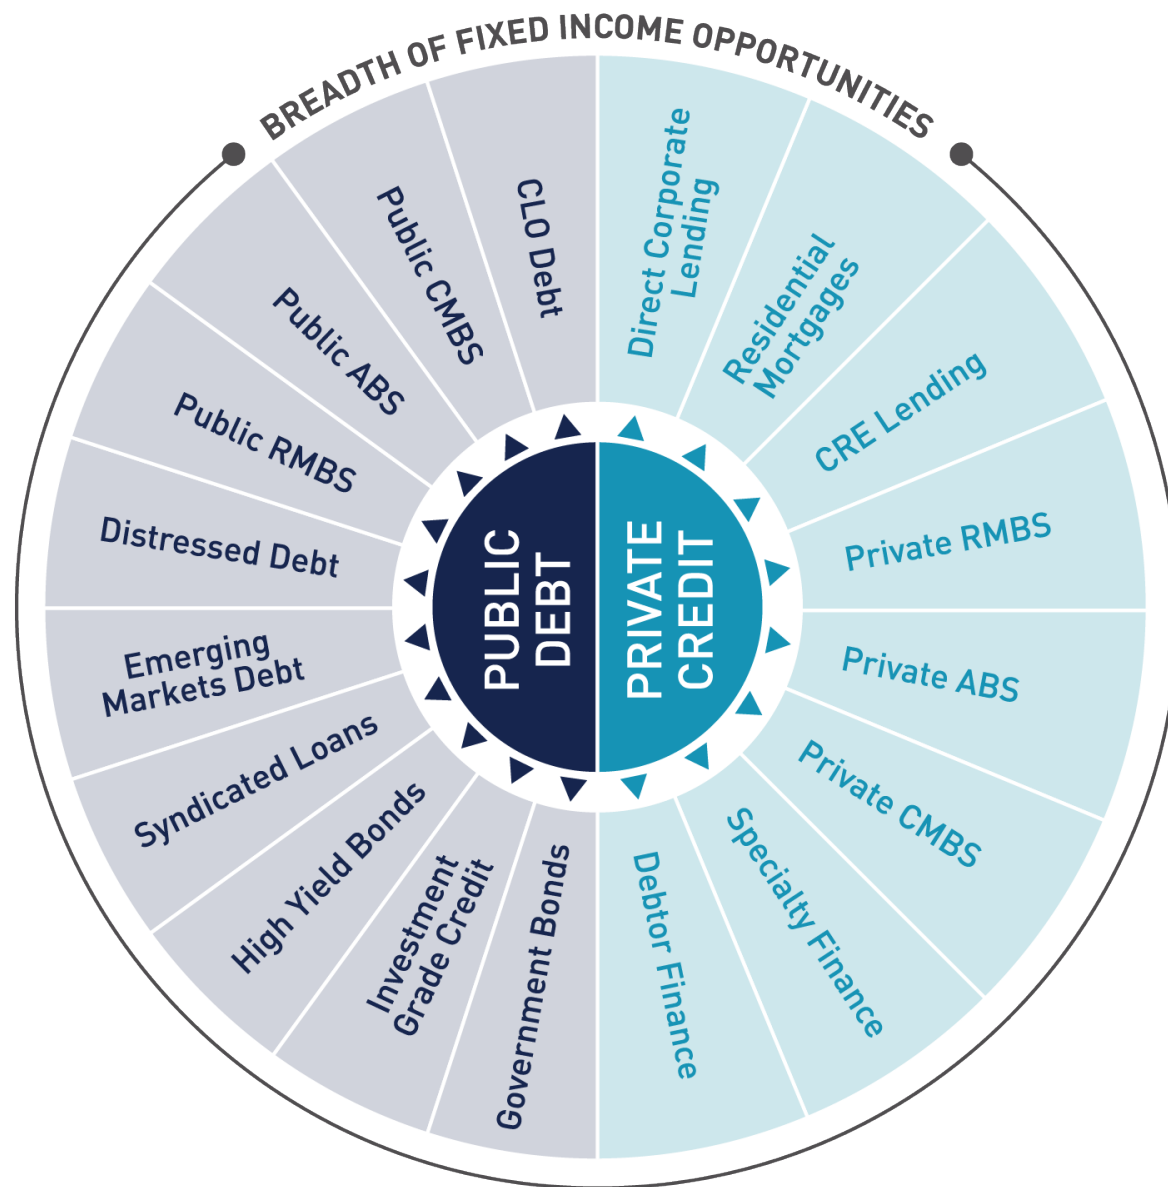 BREADTH OF FIXED INCOME OPPORTUNITIES
PUBLIC
DEBT
PRIVATE
CREDIT
Direct Corporate
Lending
Residential
Mortgages
CRE Lending
Private RMBS
Private ABS
Private CMBS
Specialty Finance
Debtor Finance
Government Bonds
Investment
Grade Credit
High Yield Bonds
Syndicated Loans
Emerging
Markets Debt
Distressed Debt
Public RMBS
Public ABS
Public CMBS
CLO Debt